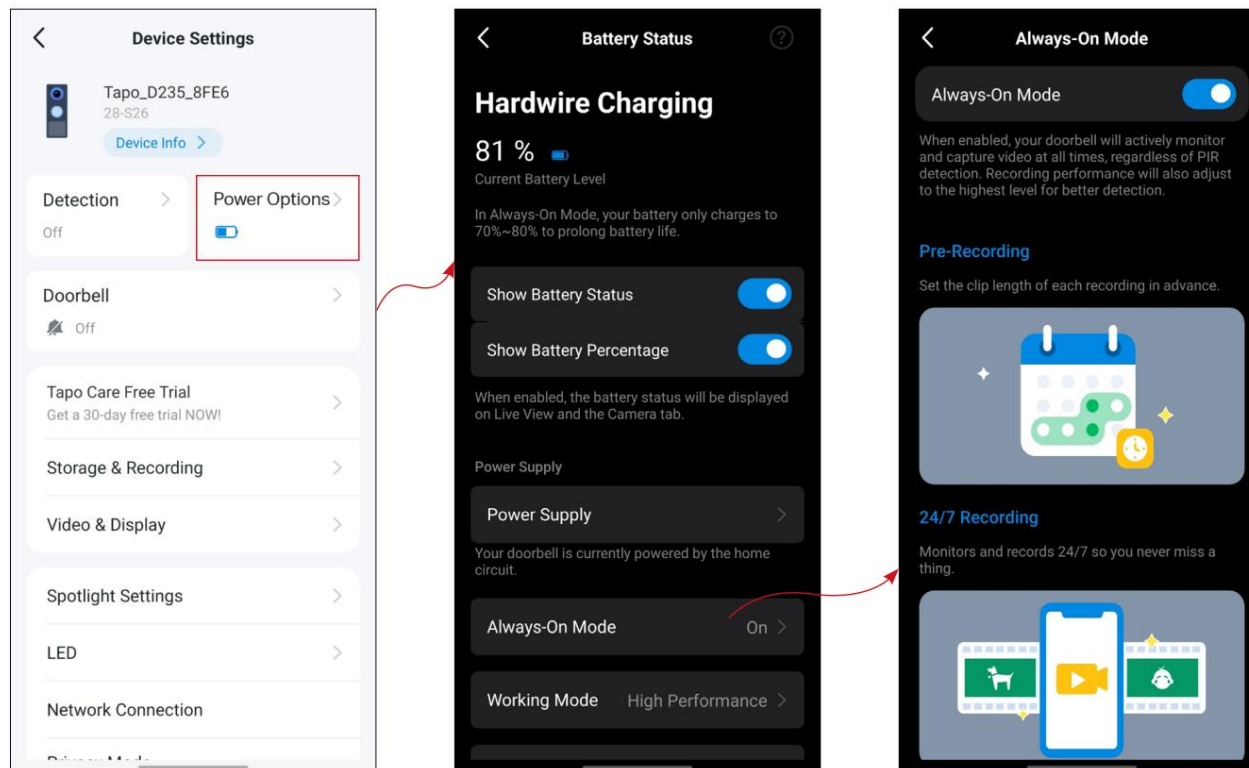 Device Settings
Tapo_D235_8FE6
28-S26
Device Info
Detection
Off
Power Options
Doorbell
Off
Tapo Care Free Trial
Get a 30-day free trial NOW!
Storage & Recording
Video & Display
Spotlight Settings
LED
Network Connection
Battery Status
?
Hardwire Charging
81 %
Current Battery Level
In Always-On Mode, your battery only charges to
70%~80% to prolong battery life.
Show Battery Status
Show Battery Percentage
When enabled, the battery status will be displayed
on Live View and the Camera tab.
Power Supply
Power Supply
Your doorbell is currently powered by the home
circuit.
Always-On Mode On
Working Mode High Performance
Always-On Mode
Always-On Mode
When enabled, your doorbell will actively monitor
and capture video at all times, regardless of PIR
detection. Recording performance will also adjust
to the highest level for better detection.
Pre-Recording
Set the clip length of each recording in advance.
24/7 Recording
Monitors and records 24/7 so you never miss a
thing.